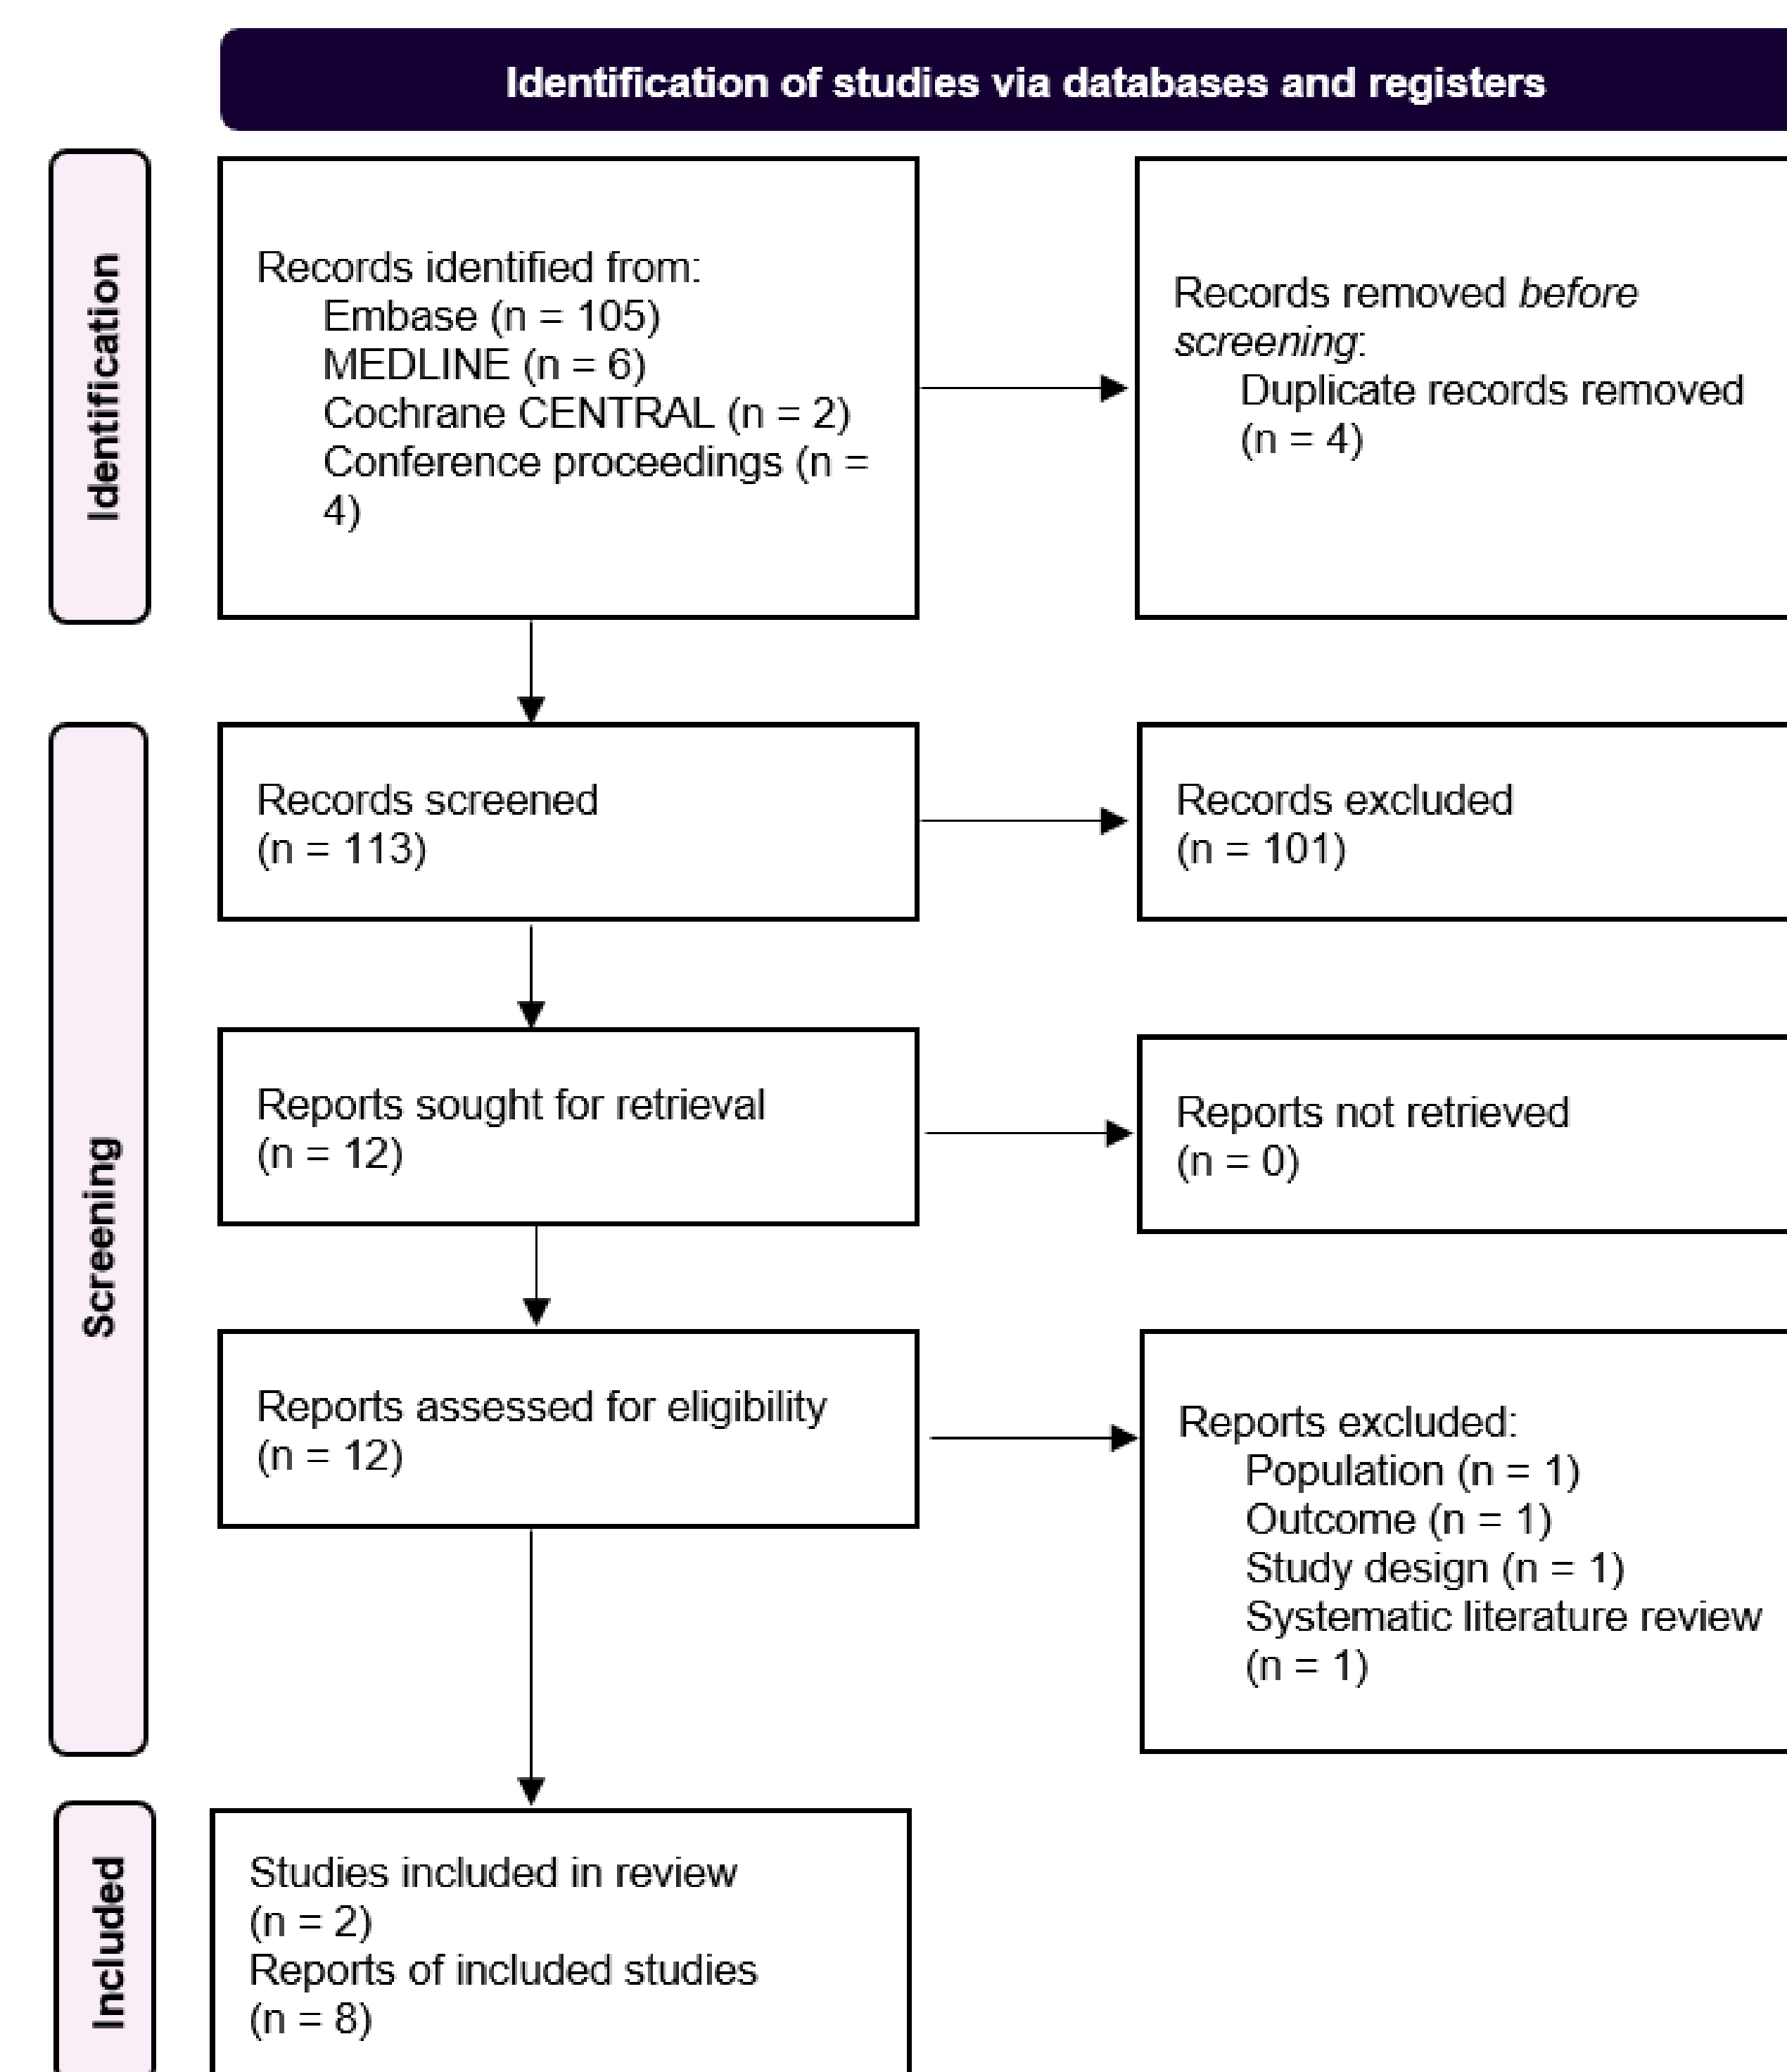 Identification of studies via databases and registers
Identification
Records identified from:
Embase (n = 105)
MEDLINE (n = 6)
Cochrane CENTRAL (n = 2)
Conference proceedings (n =
4)
Records removed before
screening:
Duplicate records removed
(n = 4)
Screening
Records screened
(n = 113)
Records excluded
(n = 101)
Reports sought for retrieval
(n = 12)
Reports not retrieved
(n = 0)
Reports assessed for eligibility
(n = 12)
Reports excluded:
Population (n = 1)
Outcome (n = 1)
Study design (n = 1)
Systematic literature review
(n = 1)
Included
Studies included in review
(n = 2)
Reports of included studies
(n = 8)